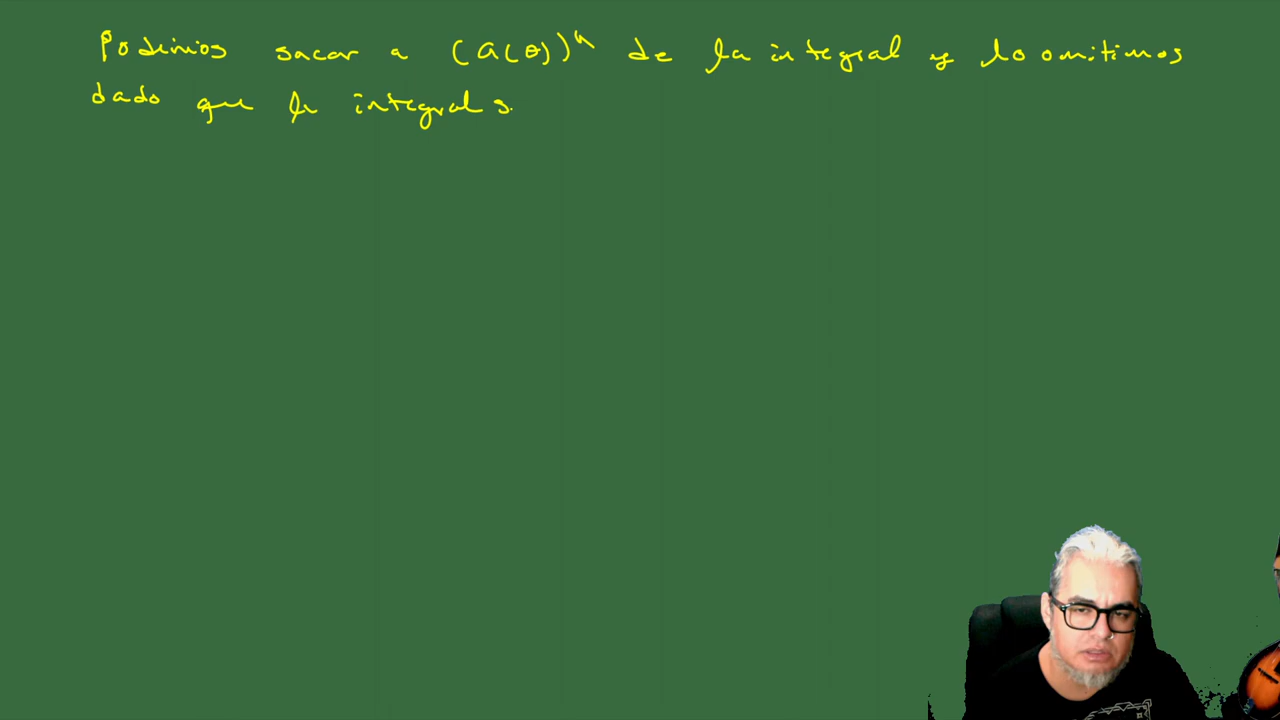 Podemos sacar a (a(θ))ⁿ de la integral y lo omitimos
dado que la integral s